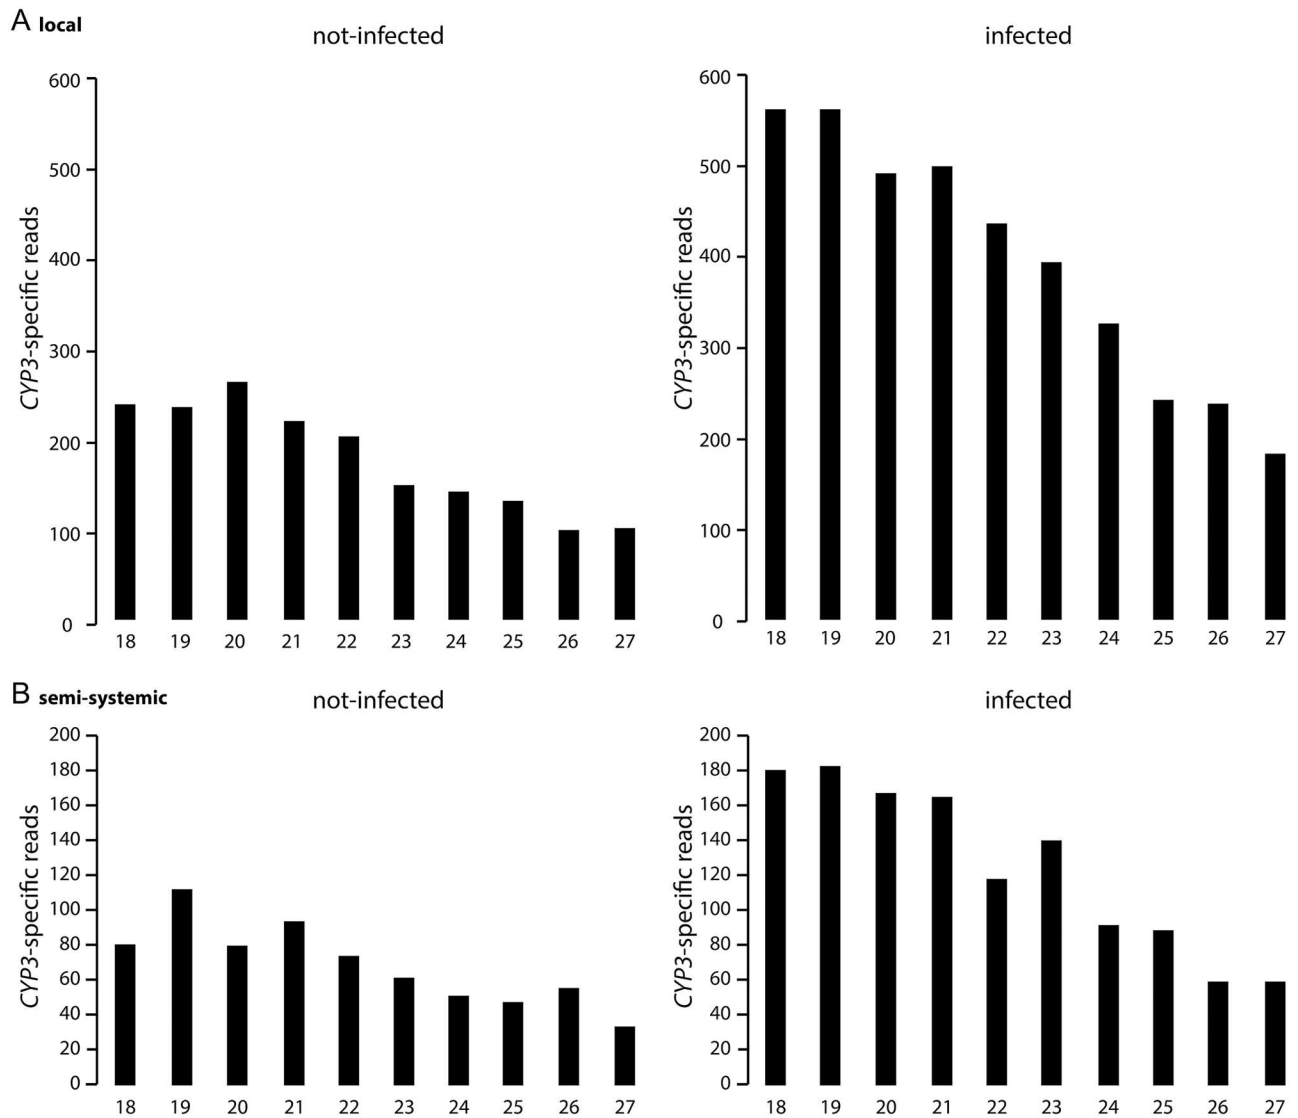 A local
not-infected
infected
CYP3-specific reads
600
500
400
300
200
100
0
18 19 20 21 22 23 24 25 26 27
CYP3-specific reads
600
500
400
300
200
100
0
18 19 20 21 22 23 24 25 26 27
B semi-systemic
not-infected
infected
CYP3-specific reads
200
180
160
140
120
100
80
60
40
20
0
18 19 20 21 22 23 24 25 26 27
CYP3-specific reads
200
180
160
140
120
100
80
60
40
20
0
18 19 20 21 22 23 24 25 26 27